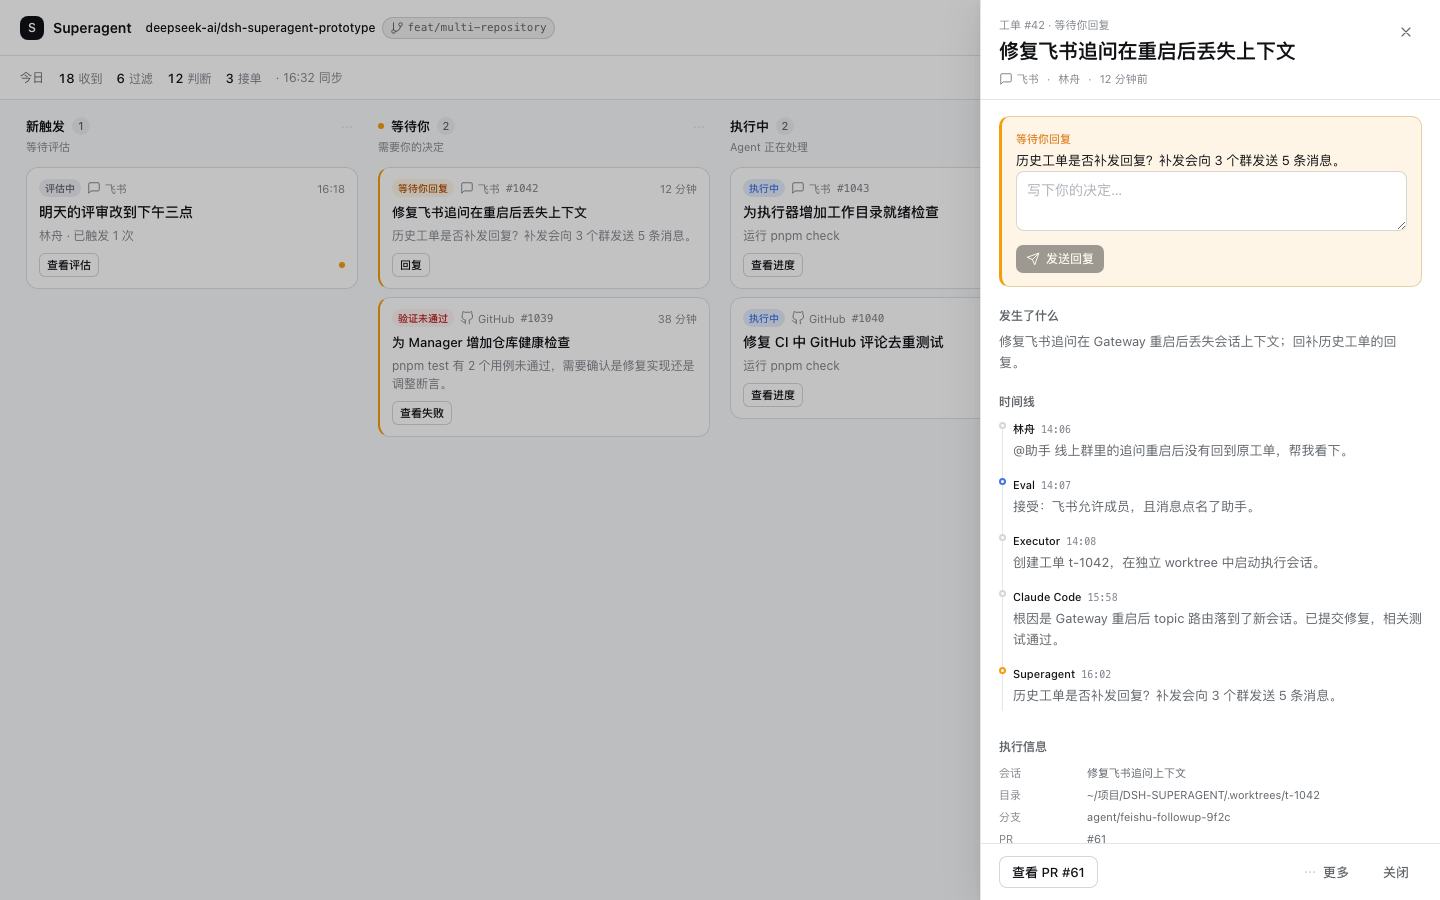 S Superagent deepseek-ai/dsh-superagent-prototype feat/multi-repository
今日 18 收到 6 过滤 12 判断 3 接单 · 16:32 同步
新触发 1 ···
等待评估
评估中 飞书 16:18
明天的评审改到下午三点
林舟 · 已触发 1 次
查看评估
等待你 2 ···
需要你的决定
等待你回复 飞书 #1042 12 分钟
修复飞书追问在重启后丢失上下文
历史工单是否补发回复？补发会向 3 个群发送 5 条消息。
回复
验证未通过 GitHub #1039 38 分钟
为 Manager 增加仓库健康检查
pnpm test 有 2 个用例未通过，需要确认是修复实现还是
调整断言。
查看失败
执行中 2
Agent 正在处理
执行中 飞书 #1043
为执行器增加工作目录就绪检查
运行 pnpm check
查看进度
执行中 GitHub #1040
修复 CI 中 GitHub 评论去重测试
运行 pnpm check
查看进度
工单 #42 · 等待你回复
修复飞书追问在重启后丢失上下文
飞书 · 林舟 · 12 分钟前
等待你回复
历史工单是否补发回复？补发会向 3 个群发送 5 条消息。
写下你的决定...
发送回复
发生了什么
修复飞书追问在 Gateway 重启后丢失会话上下文；回补历史工单的回
复。
时间线
林舟 14:06
@助手 线上群里的追问重启后没有回到原工单，帮我看下。
Eval 14:07
接受：飞书允许成员，且消息点名了助手。
Executor 14:08
创建工单 t-1042，在独立 worktree 中启动执行会话。
Claude Code 15:58
根因是 Gateway 重启后 topic 路由落到了新会话。已提交修复，相关测
试通过。
Superagent 16:02
历史工单是否补发回复？补发会向 3 个群发送 5 条消息。
执行信息
会话 修复飞书追问上下文
目录 ~/项目/DSH-SUPERAGENT/.worktrees/t-1042
分支 agent/feishu-followup-9f2c
PR #61
查看 PR #61 ··· 更多 关闭